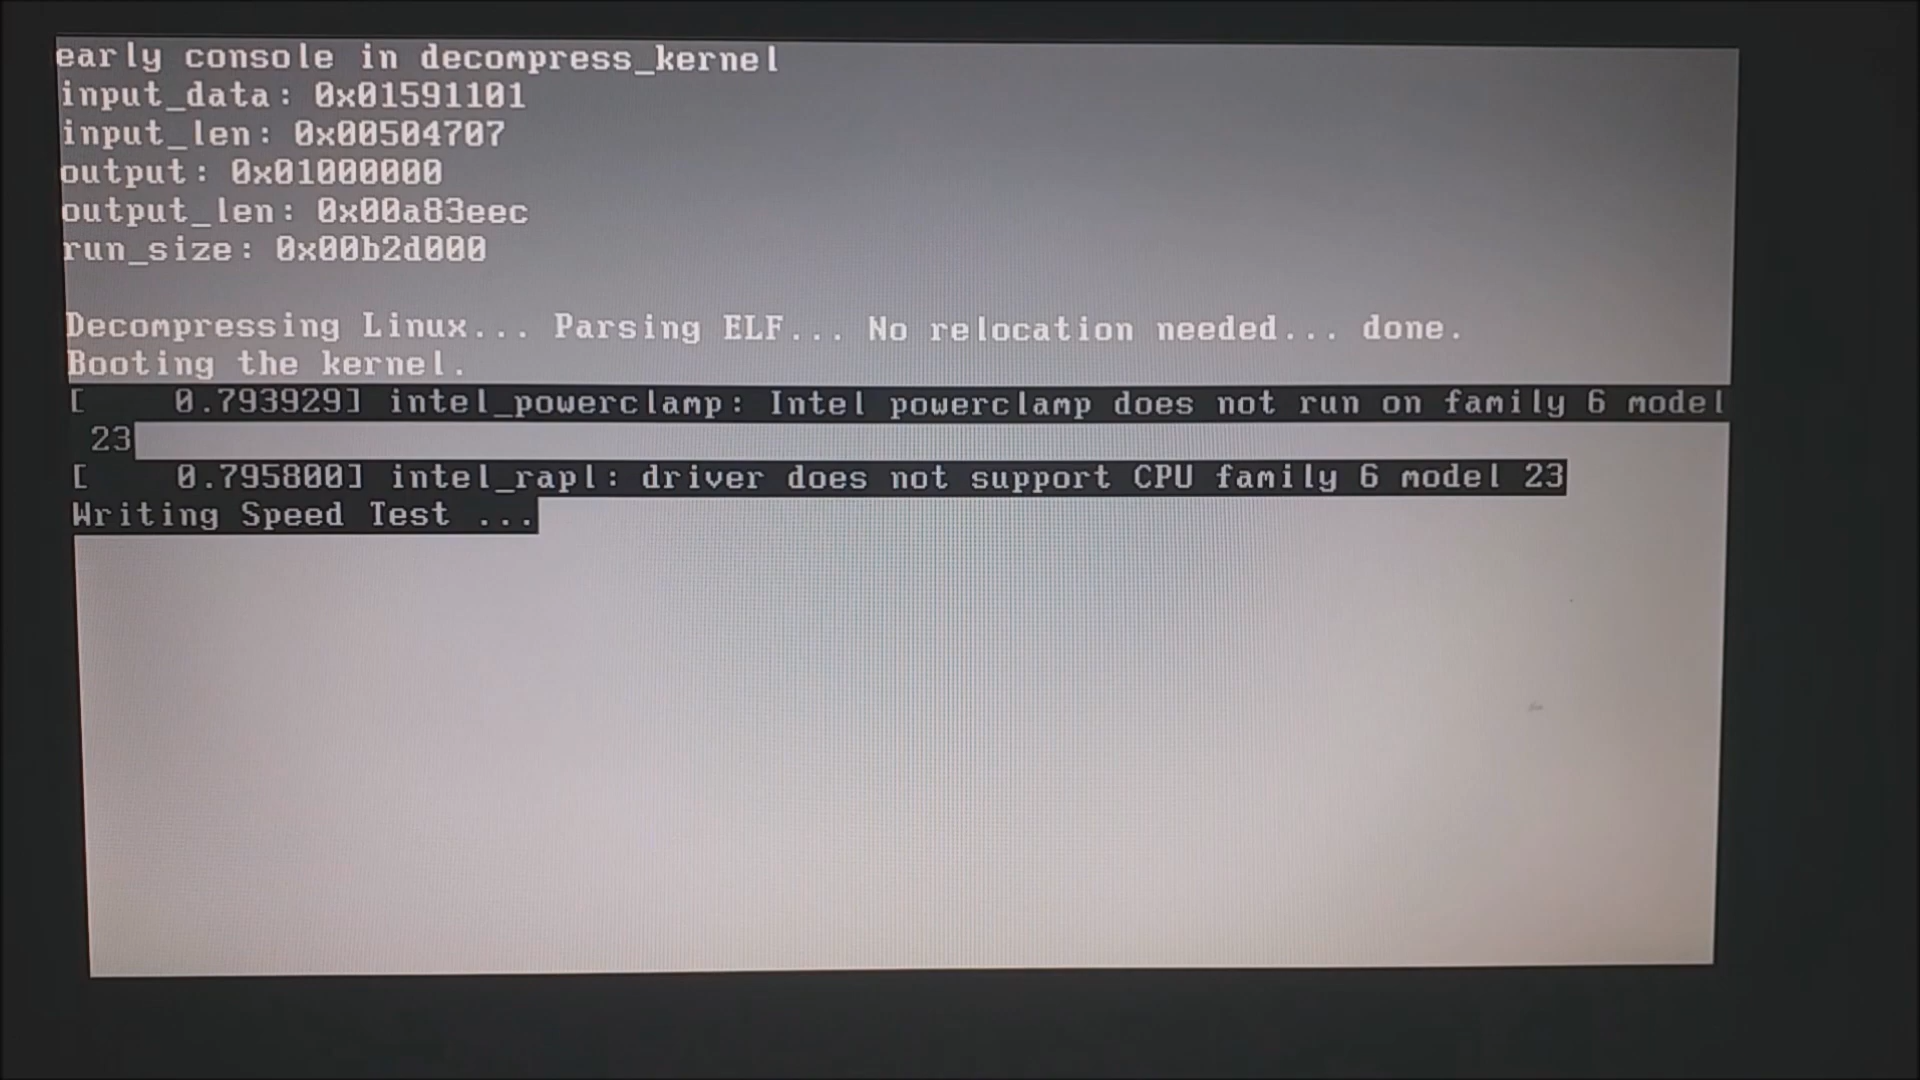 early console in decompress_kernel
input_data: 0x01591101
input_len: 0x00504707
output: 0x01000000
output_len: 0x00a83eec
run_size: 0x00b2d000
Decompressing Linux... Parsing ELF... No relocation needed... done.
Booting the kernel.
[    0.793929] intel_powerclamp: Intel powerclamp does not run on family 6 model
 23
[    0.795800] intel_rapl: driver does not support CPU family 6 model 23
Writing Speed Test ...